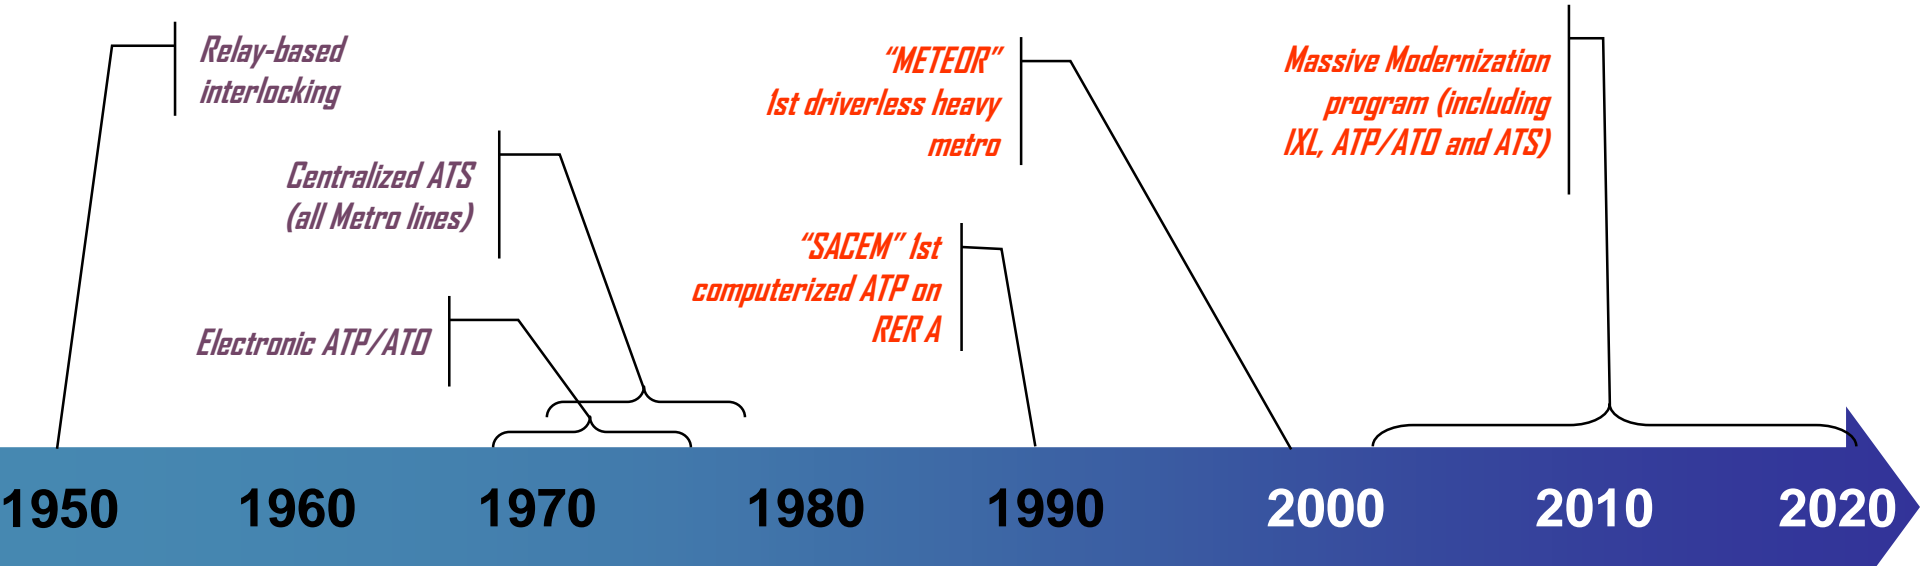 Relay-based
interlocking
Centralized ATS
(all Metro lines)
Electronic ATP/ATO
“METEOR”
1st driverless heavy
metro
“SACEM” 1st
computerized ATP on
RER A
Massive Modernization
program (including
IXL, ATP/ATO and ATS)
1950 1960 1970 1980 1990 2000 2010 2020